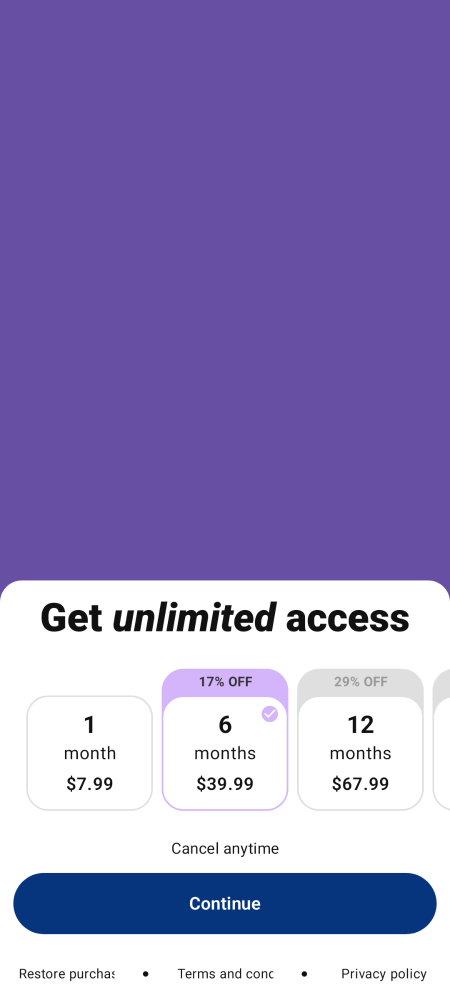 Get unlimited access
17% OFF
29% OFF
1
month
$7.99
6
months
$39.99
12
months
$67.99
Cancel anytime
Continue
Restore purchas
Terms and conc
Privacy policy